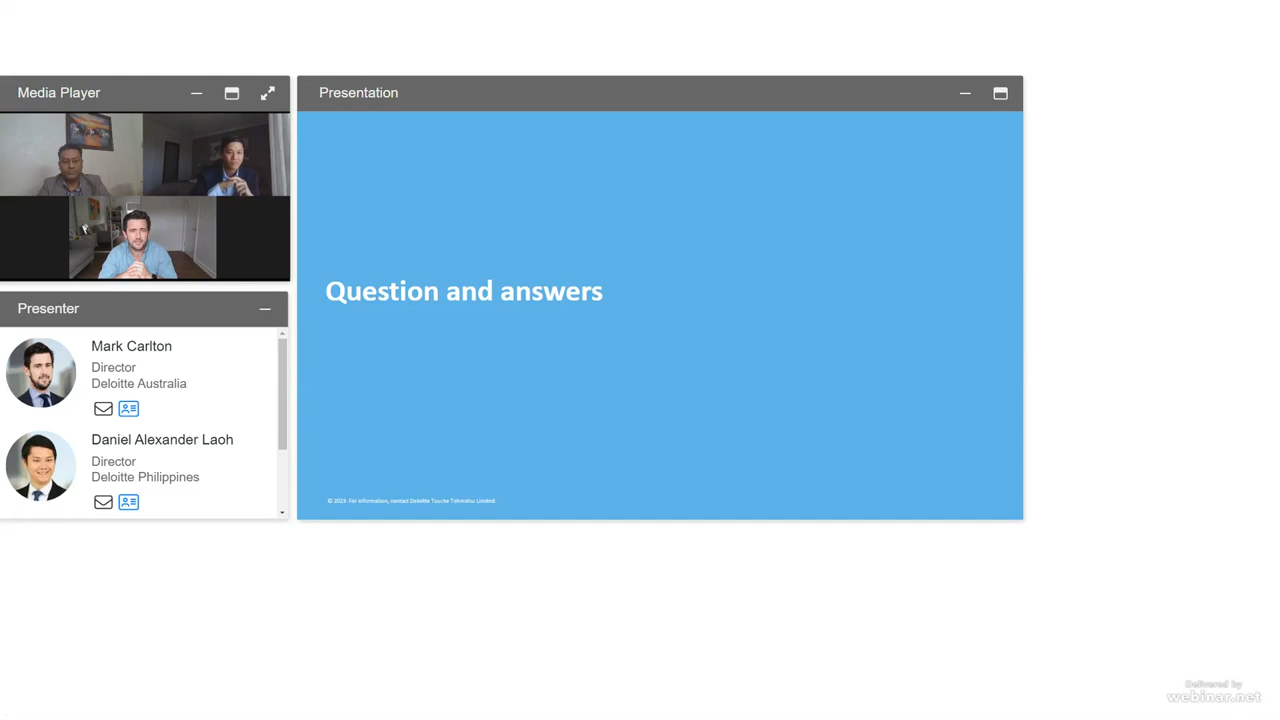 Media Player
Presentation
Question and answers
Presenter
Mark Carlton
Director
Deloitte Australia
Daniel Alexander Laoh
Director
Deloitte Philippines
© 2023. For information, contact Deloitte Touche Tohmatsu Limited.
Delivered by
webinar.net